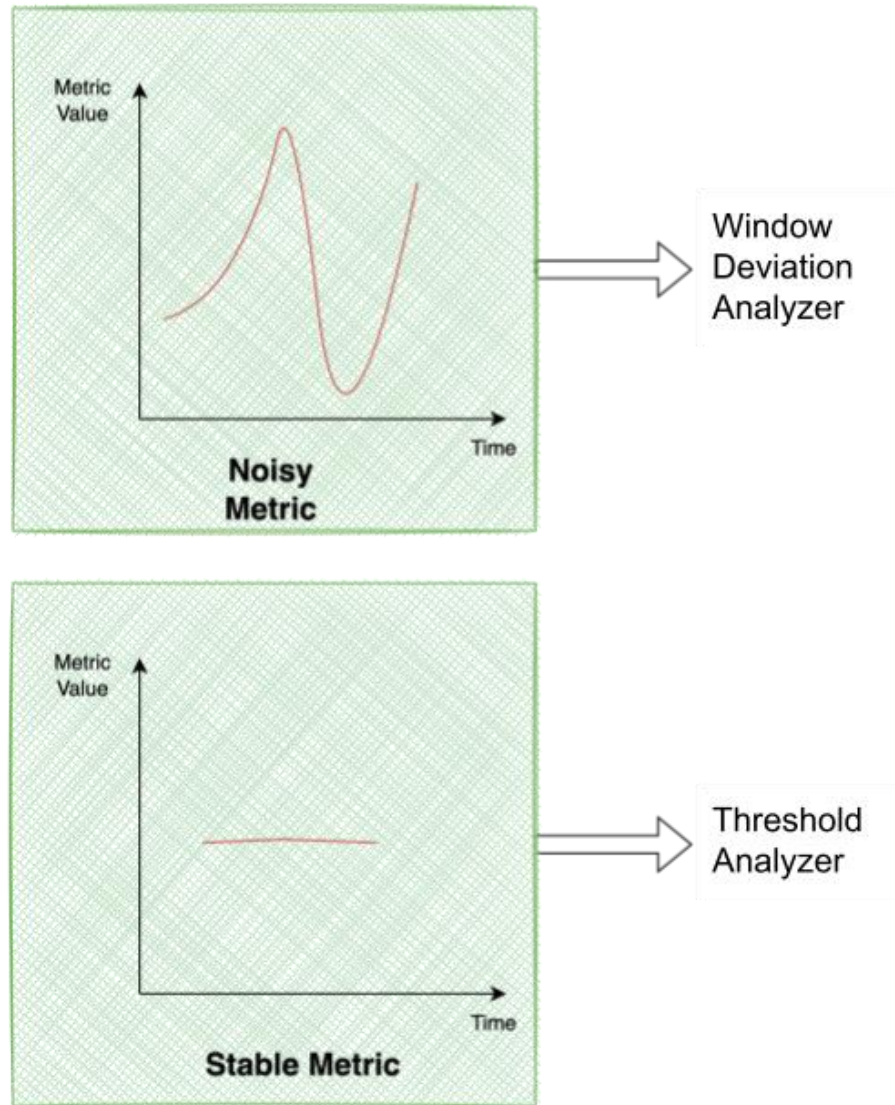 Metric
Value
Time
Noisy
Metric
Window
Deviation
Analyzer
Metric
Value
Time
Stable Metric
Threshold
Analyzer